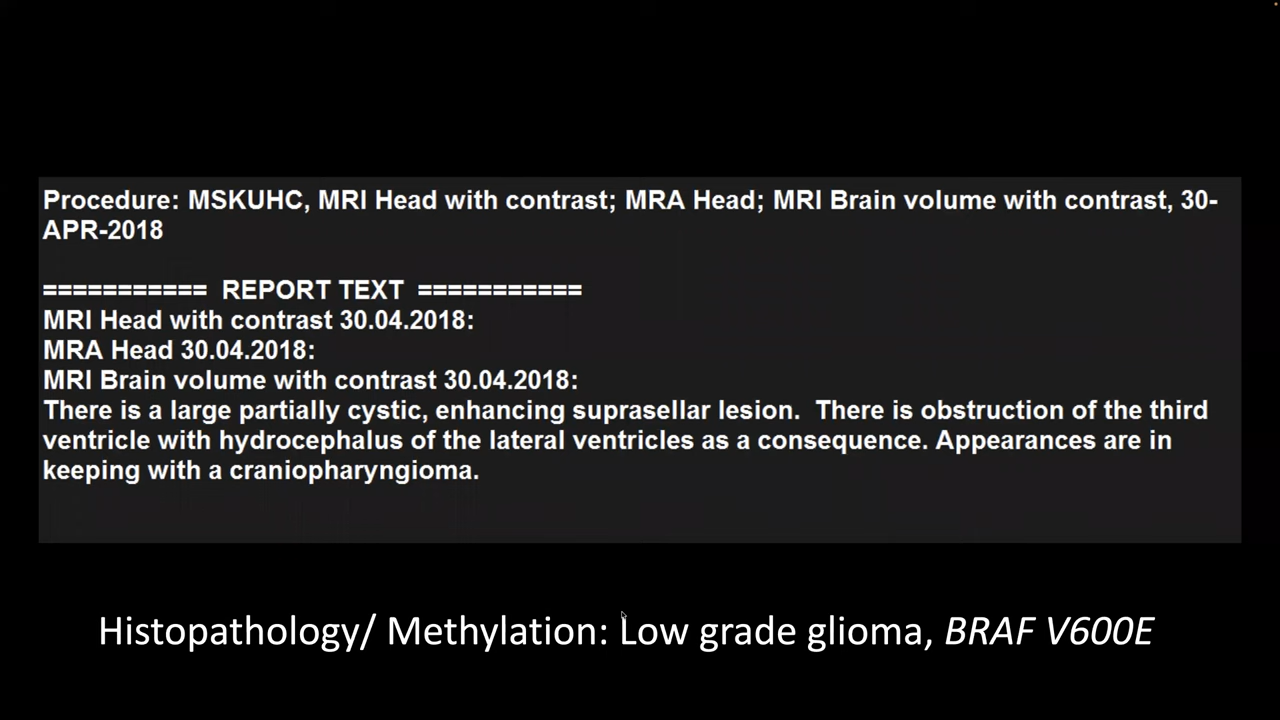 Procedure: MSKUHC, MRI Head with contrast; MRA Head; MRI Brain volume with contrast, 30-
APR-2018
=========== REPORT TEXT ===========
MRI Head with contrast 30.04.2018:
MRA Head 30.04.2018:
MRI Brain volume with contrast 30.04.2018:
There is a large partially cystic, enhancing suprasellar lesion.  There is obstruction of the third
ventricle with hydrocephalus of the lateral ventricles as a consequence. Appearances are in
keeping with a craniopharyngioma.
Histopathology/ Methylation: Low grade glioma, BRAF V600E